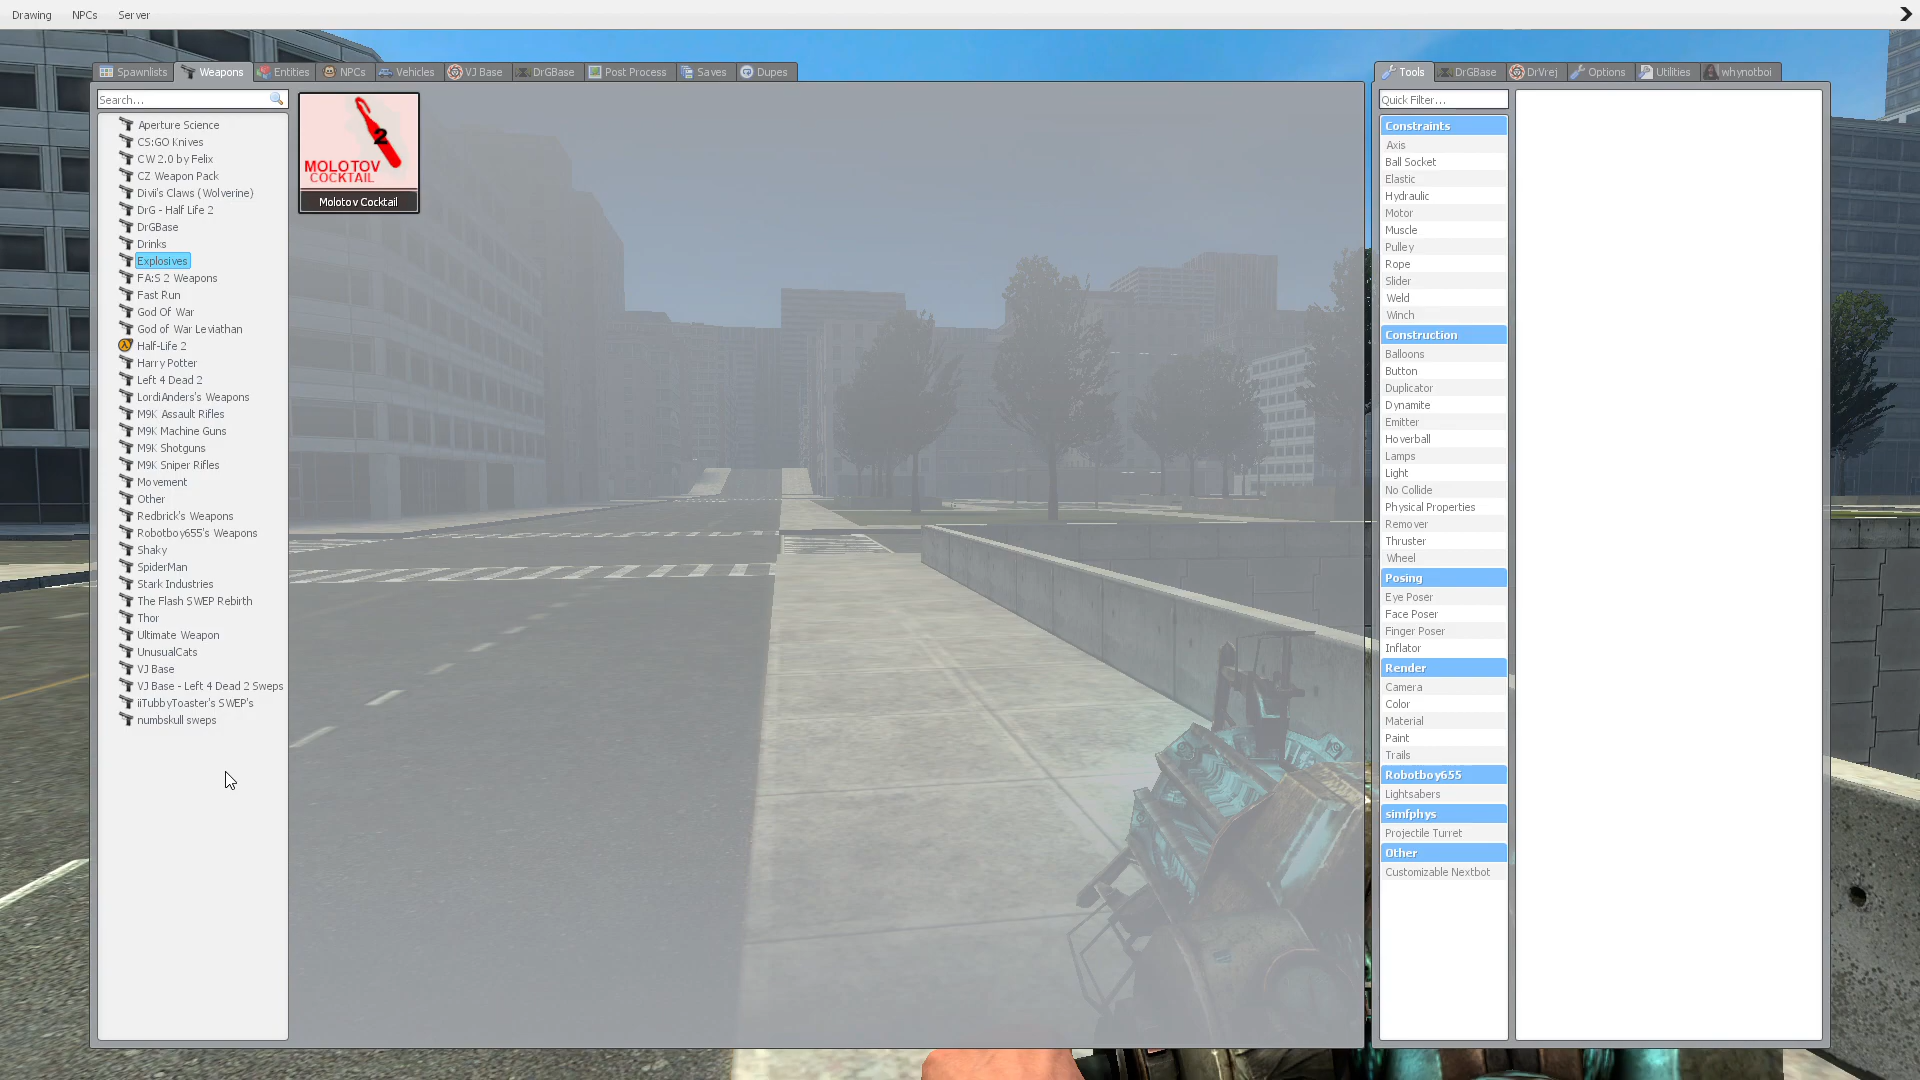 Drawing NPCs Server
Spawnlists Weapons Entities NPCs Vehicles VJ Base DrGBase Post Process Saves Dupes
Search...
Aperture Science
CS:GO Knives
CW 2.0 by Felix
CZ Weapon Pack
Divii's Claws (Wolverine)
DrG - Half Life 2
DrGBase
Drinks
Explosives
FA:S 2 Weapons
Fast Run
God Of War
God of War Leviathan
Half-Life 2
Harry Potter
Left 4 Dead 2
LordiAnders's Weapons
M9K Assault Rifles
M9K Machine Guns
M9K Shotguns
M9K Sniper Rifles
Movement
Other
Redbrick's Weapons
Robotboy655's Weapons
Shaky
SpiderMan
Stark Industries
The Flash SWEP Rebirth
Thor
Ultimate Weapon
UnusualCats
VJ Base
VJ Base - Left 4 Dead 2 Sweps
iiTubbyToaster's SWEP's
numbskull sweps
2
MOLOTOV
COCKTAIL
Molotov Cocktail
Tools DrGBase DrVrej Options Utilities whynotboi
Quick Filter...
Constraints
Axis
Ball Socket
Elastic
Hydraulic
Motor
Muscle
Pulley
Rope
Slider
Weld
Winch
Construction
Balloons
Button
Duplicator
Dynamite
Emitter
Hoverball
Lamps
Light
No Collide
Physical Properties
Remover
Thruster
Wheel
Posing
Eye Poser
Face Poser
Finger Poser
Inflator
Render
Camera
Color
Material
Paint
Trails
Robotboy655
Lightsabers
simfphys
Projectile Turret
Other
Customizable Nextbot